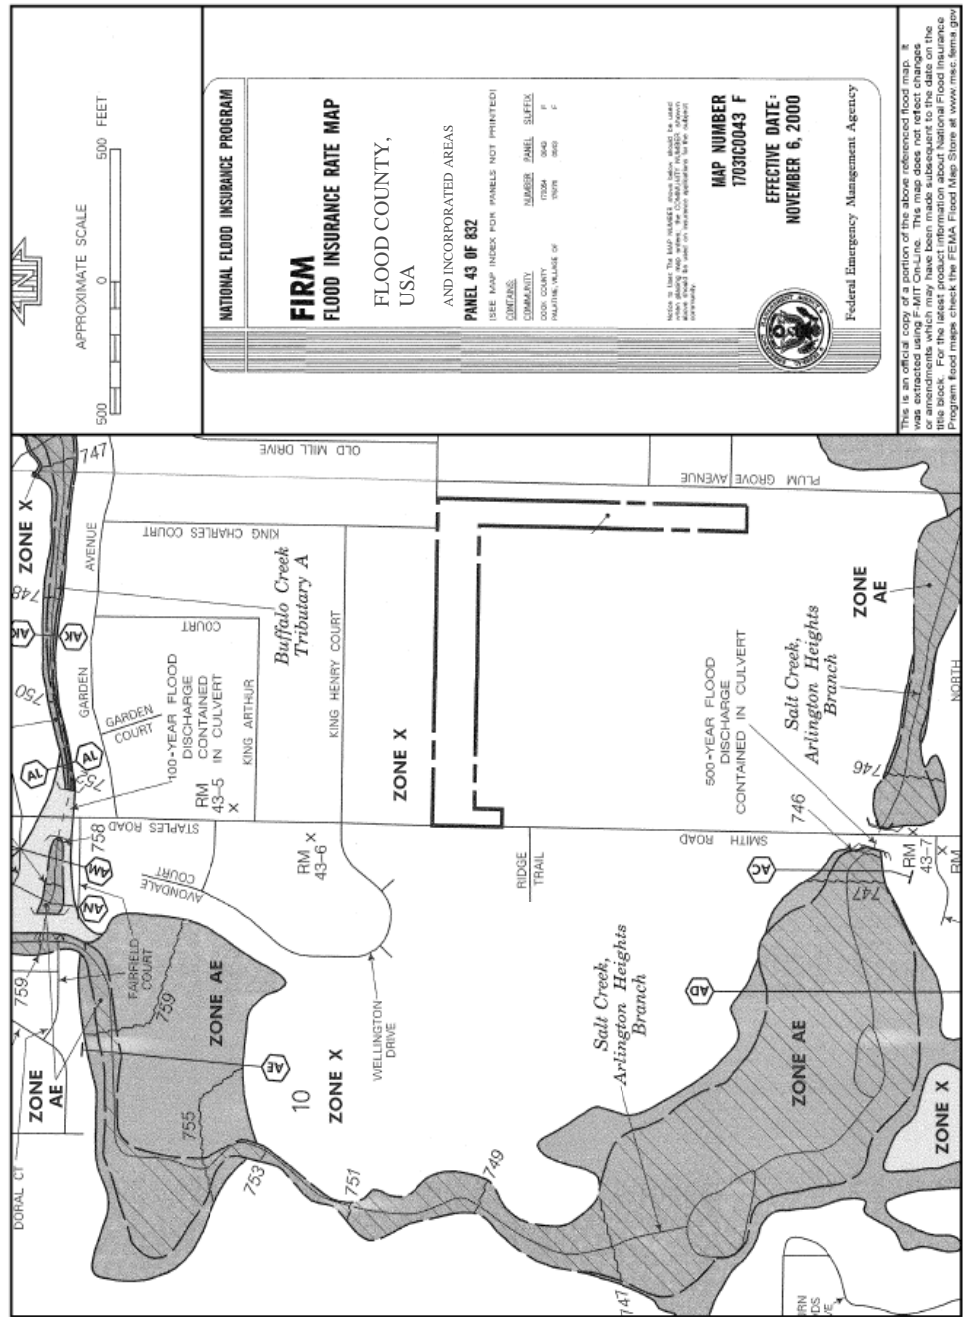 APPROXIMATE SCALE
500
0
500 FEET
NATIONAL FLOOD INSURANCE PROGRAM
FIRM
FLOOD INSURANCE RATE MAP
FLOOD COUNTY,
USA
AND INCORPORATED AREAS
PANEL 43 OF 832
(SEE MAP INDEX FOR PANELS NOT PRINTED)
CONTAINS:
COMMUNITY NUMBER PANEL SUFFIX
COOK COUNTY
PALATINE, VILLAGE OF
MAP NUMBER
17031C0043 F
EFFECTIVE DATE:
NOVEMBER 6, 2000
Federal Emergency Management Agency
This is an official copy of a portion of the above referenced flood map. It
was extracted using F-MIT On-Line. This map does not reflect changes
or amendments which may have been made subsequent to the date on the
title block. For the latest product information about National Flood Insurance
Program flood maps check the FEMA Flood Map Store at www.msc.fema.gov
747
ZONE X
748
AVENUE
AK
AK
750
GARDEN
AL
AL
OLD MILL DRIVE
KING CHARLES COURT
Buffalo Creek
Tributary A
COURT
KING HENRY COURT
GARDEN
COURT
100-YEAR FLOOD
DISCHARGE
CONTAINED
IN CULVERT
KING ARTHUR
RM
43-5 X
ZONE X
PLUM GROVE AVENUE
ZONE
AE
Salt Creek,
Arlington Heights
Branch
500-YEAR FLOOD
DISCHARGE
CONTAINED IN CULVERT
NORTH
746
746
758
STAPLES ROAD
AM
AN
AVONDALE
COURT
RM X
43-6
RIDGE
TRAIL
SMITH ROAD
AC
747
RM X
43-7
X
RM
759
FAIRFIELD
COURT
759
ZONE AE
ZONE
AE
AE
10
ZONE X
WELLINGTON
DRIVE
Salt Creek,
Arlington Heights
Branch
AD
ZONE AE
ZONE X
DORAL CT
755
753
751
749
747